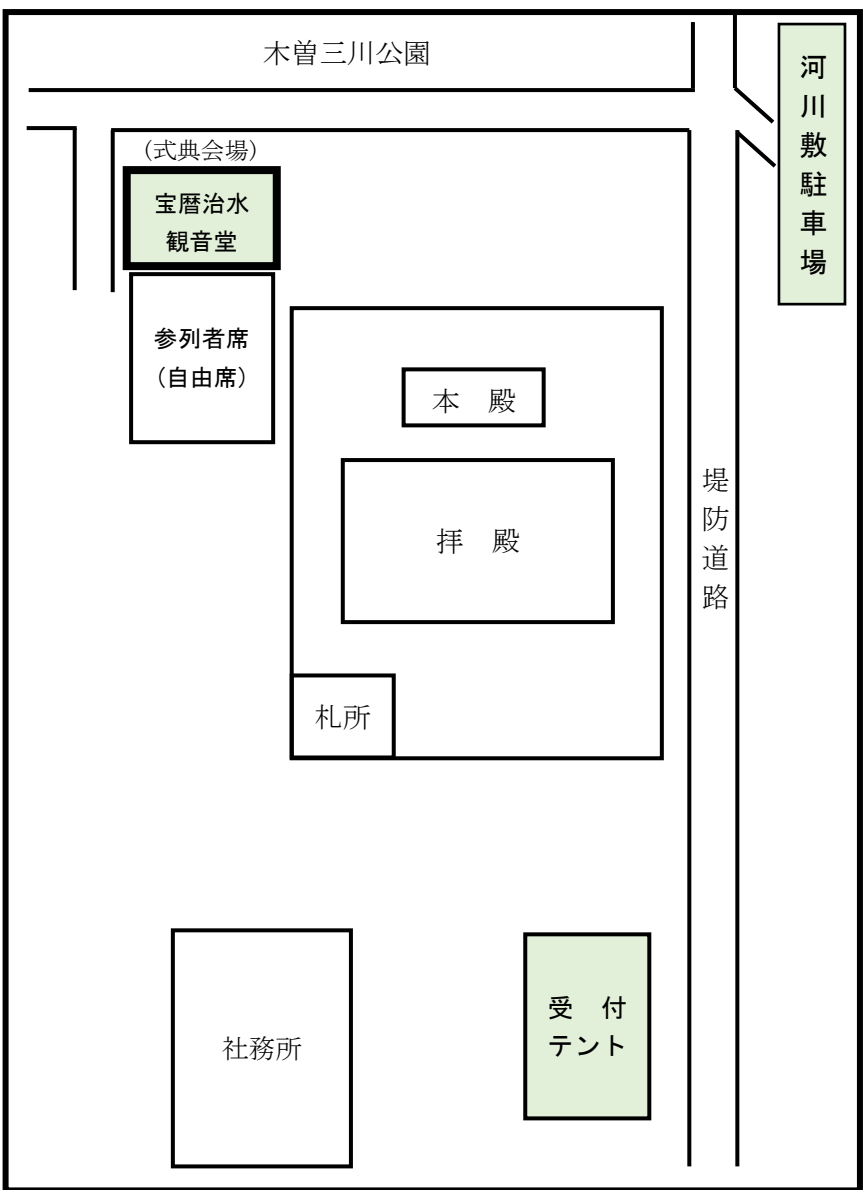 木曽三川公園
河川敷駐車場
(式典会場)
宝暦治水
観音堂
参列者席
(自由席)
本 殿
拝 殿
堤防道路
札所
社務所
受 付
テント